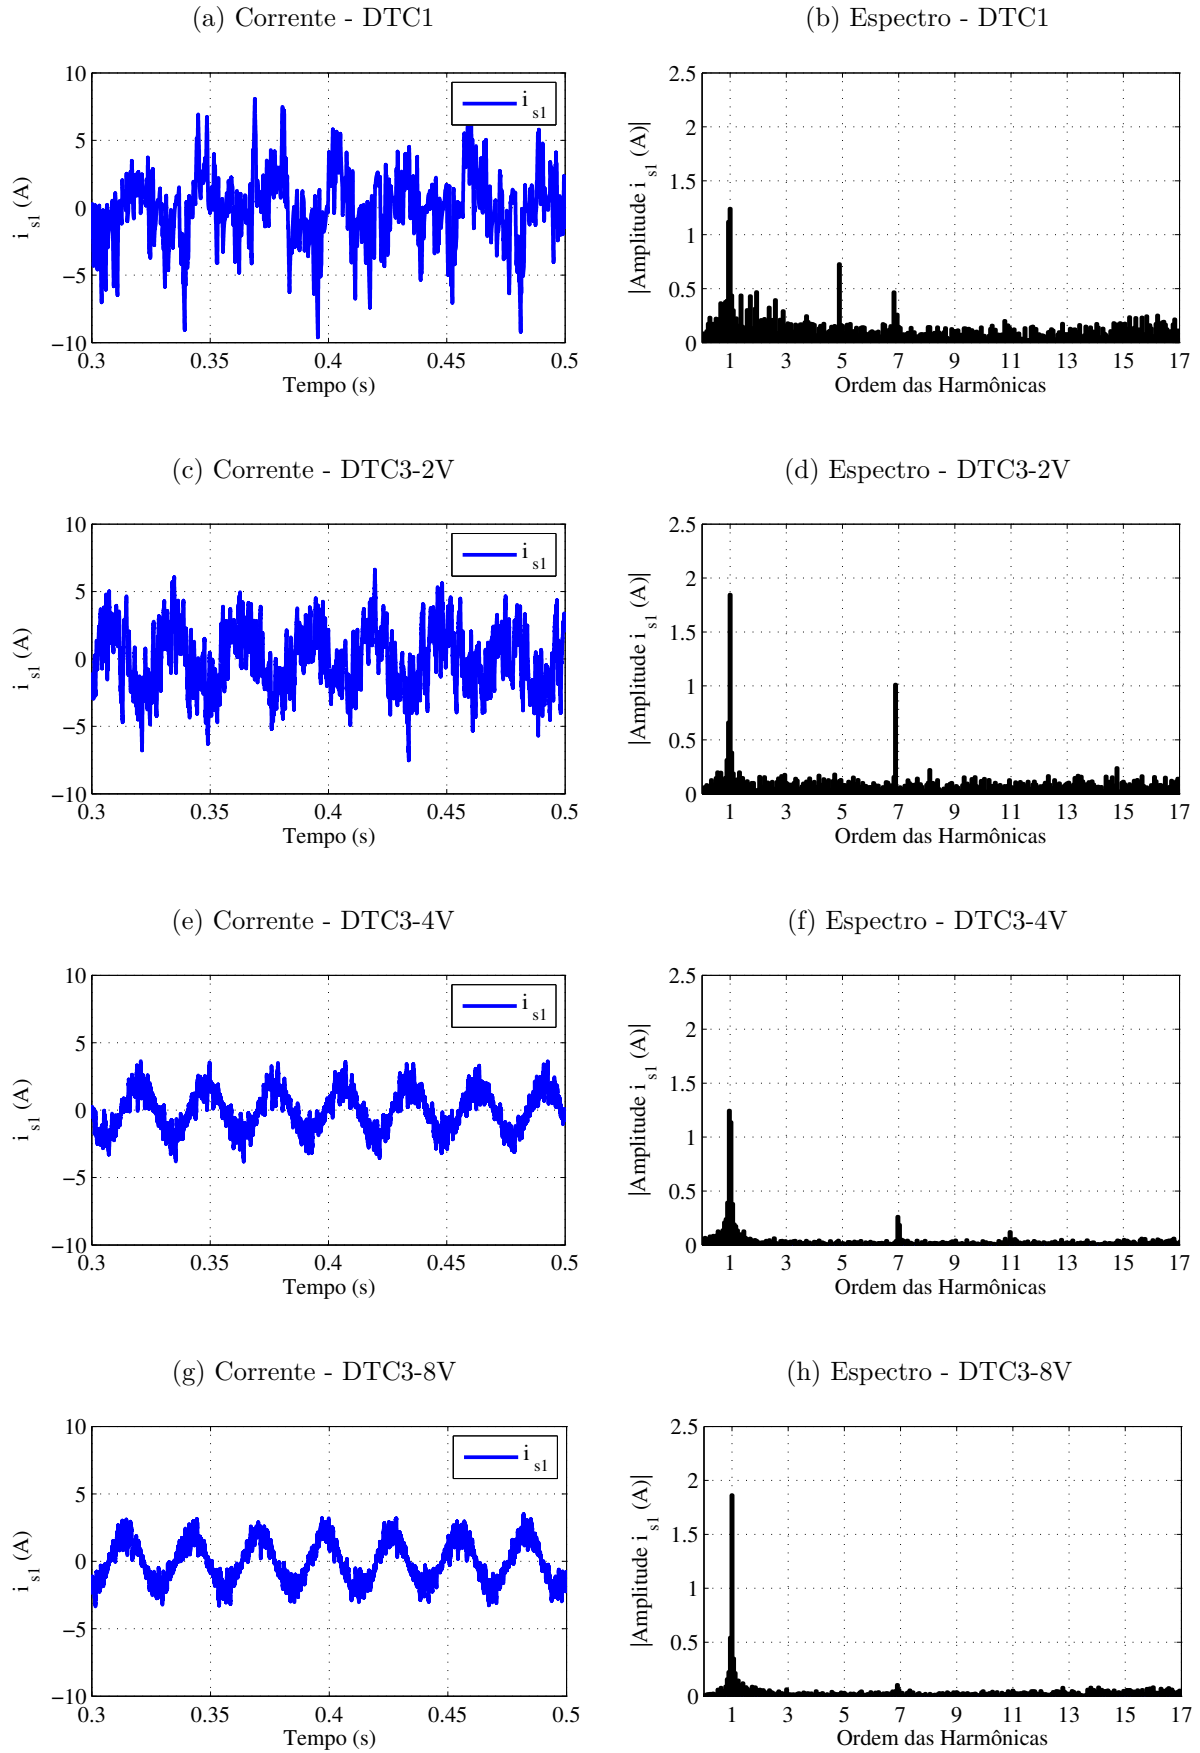 (a) Corrente - DTC1
(b) Espectro - DTC1
10
5
0
−5
−10
i s1 (A)
i s1
0.3 0.35 0.4 0.45 0.5
Tempo (s)
2.5
2
1.5
1
0.5
0
|Amplitude i s1 (A)|
1 3 5 7 9 11 13 15 17
Ordem das Harmônicas
(c) Corrente - DTC3-2V
(d) Espectro - DTC3-2V
10
5
0
−5
−10
i s1 (A)
i s1
0.3 0.35 0.4 0.45 0.5
Tempo (s)
2.5
2
1.5
1
0.5
0
|Amplitude i s1 (A)|
1 3 5 7 9 11 13 15 17
Ordem das Harmônicas
(e) Corrente - DTC3-4V
(f) Espectro - DTC3-4V
10
5
0
−5
−10
i s1 (A)
i s1
0.3 0.35 0.4 0.45 0.5
Tempo (s)
2.5
2
1.5
1
0.5
0
|Amplitude i s1 (A)|
1 3 5 7 9 11 13 15 17
Ordem das Harmônicas
(g) Corrente - DTC3-8V
(h) Espectro - DTC3-8V
10
5
0
−5
−10
i s1 (A)
i s1
0.3 0.35 0.4 0.45 0.5
Tempo (s)
2.5
2
1.5
1
0.5
0
|Amplitude i s1 (A)|
1 3 5 7 9 11 13 15 17
Ordem das Harmônicas